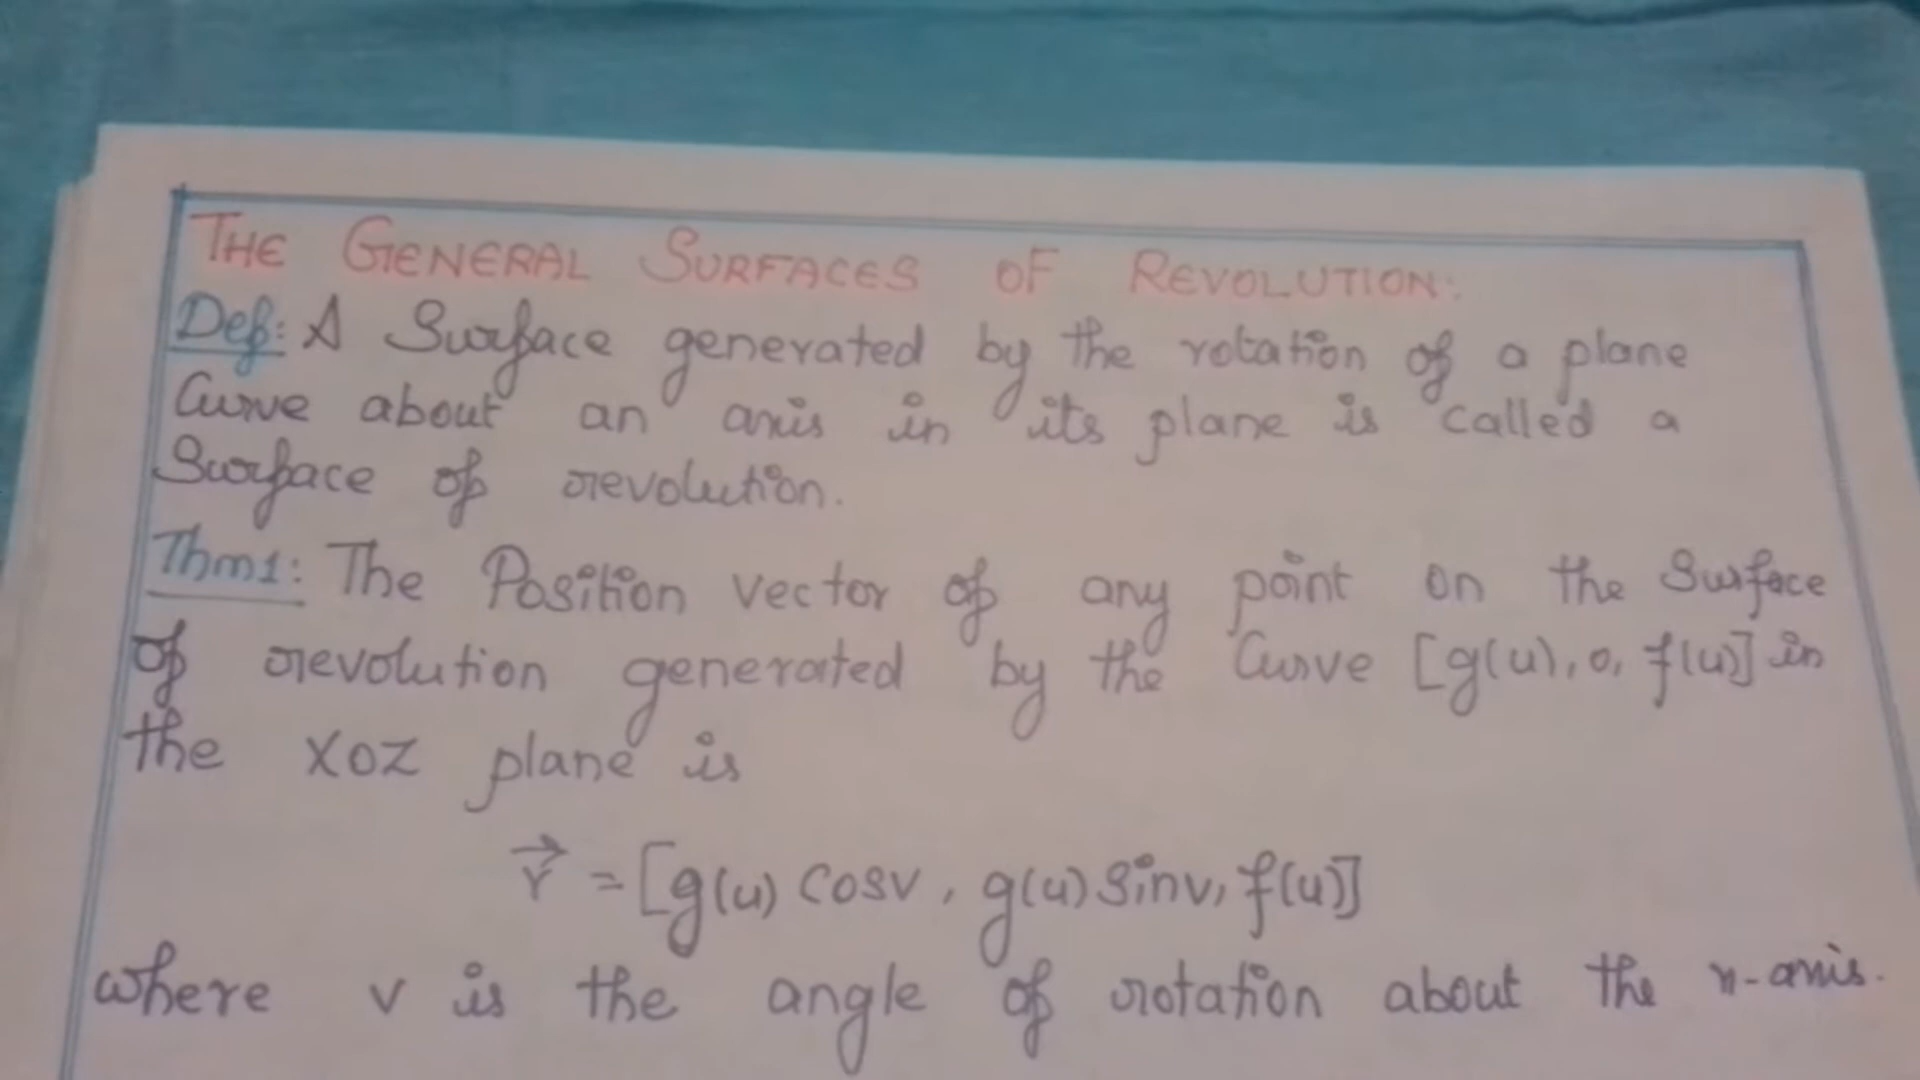 THE GENERAL SURFACES OF REVOLUTION:
Def: A Surface generated by the rotation of a plane
Curve about an axis in its plane is called a
Surface of revolution.
Thm1: The Position vector of any point on the Surface
of revolution generated by the Curve [g(u), 0, f(u)] in
the XOZ plane is
r⃗ = [g(u) cosv, g(u) sinv, f(u)]
where v is the angle of rotation about the x-axis.